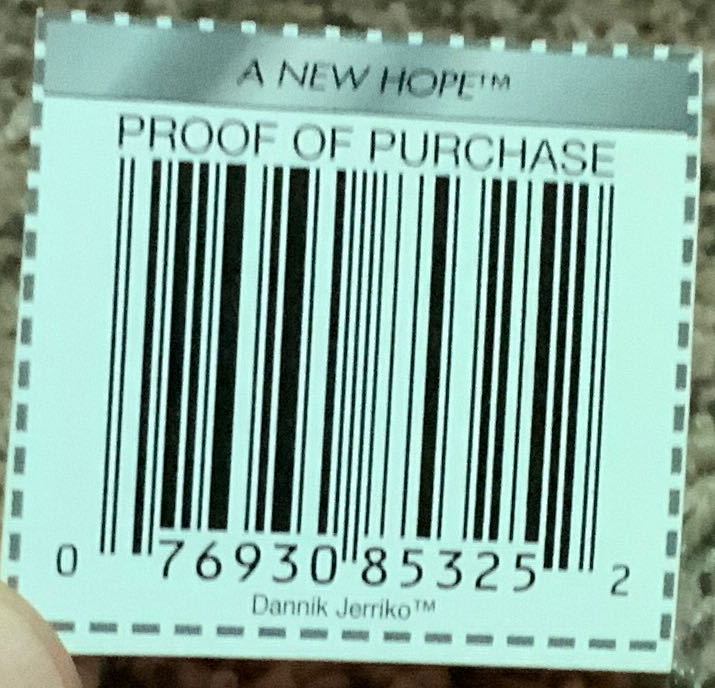 A NEW HOPE™
PROOF OF PURCHASE
0 76930 85325 2
Dannik Jerriko™